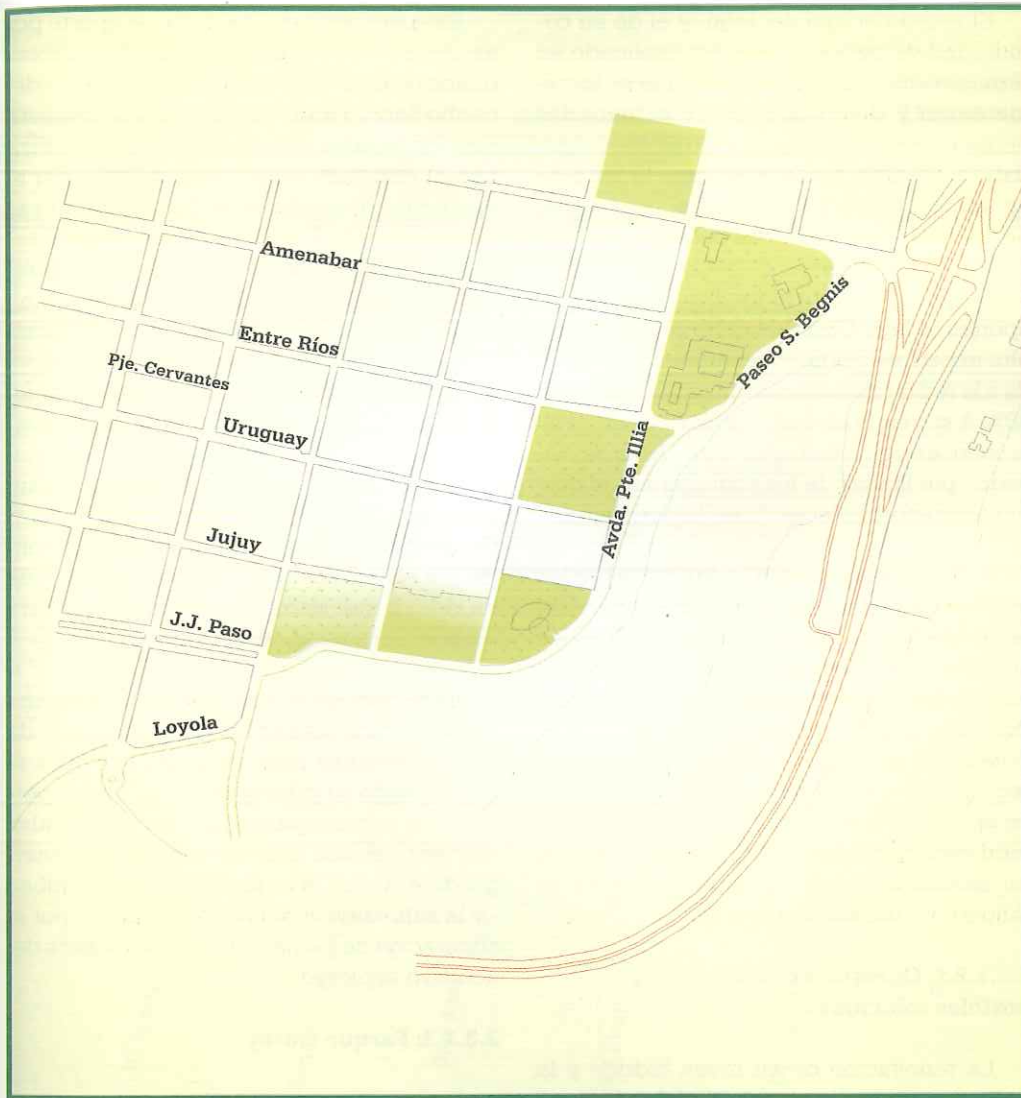 Amenabar
Entre Ríos
Pje. Cervantes
Uruguay
Jujuy
J.J. Paso
Loyola
Paseo S. Begnis
Avda. Pte. Illia